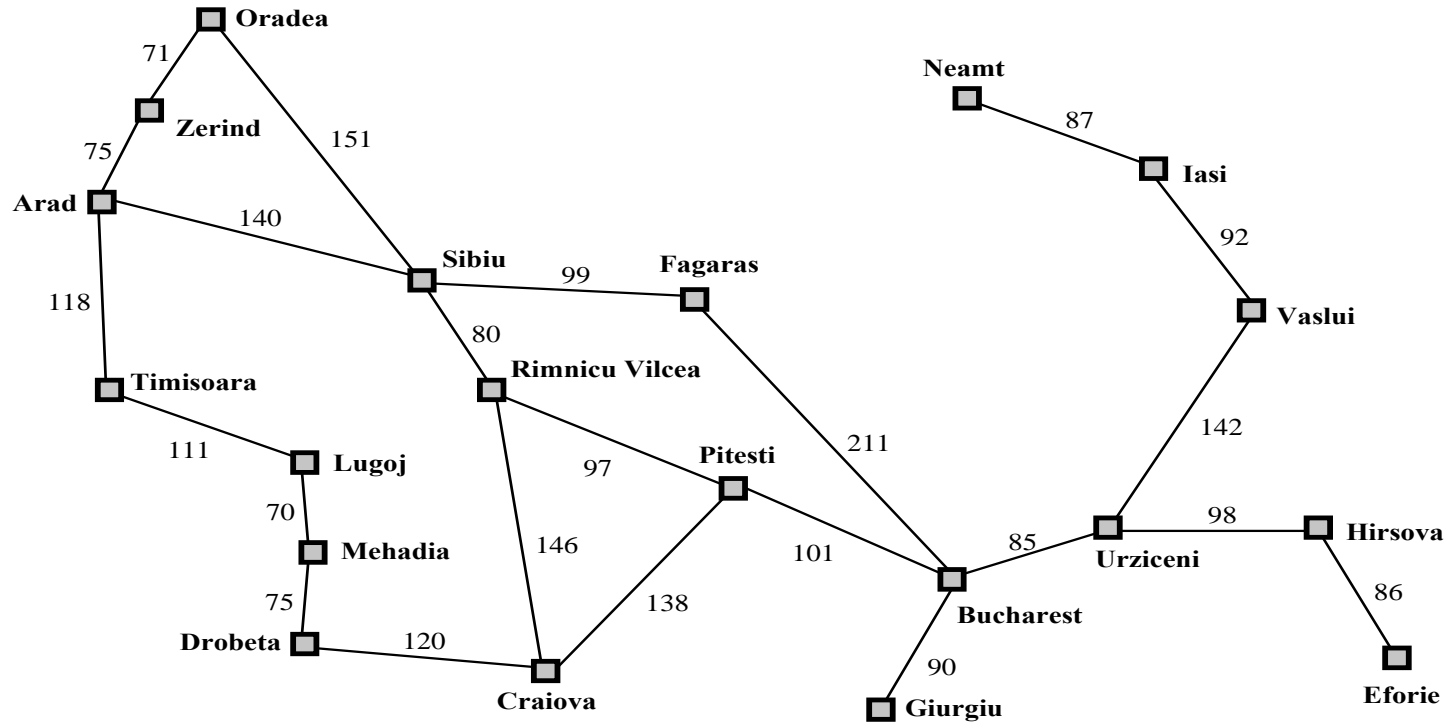 Oradea
71
Neamt
87
Zerind
151
75
Iasi
Arad
140
92
Sibiu
Fagaras
99
118
Vaslui
80
Timisoara
Rimnicu Vilcea
142
111
211
Lugoj
97
Pitesti
70
98
Hirsova
146
85
Mehadia
101
Urziceni
75
86
138
Bucharest
Drobeta
120
90
Craiova
Giurgiu
Eforie